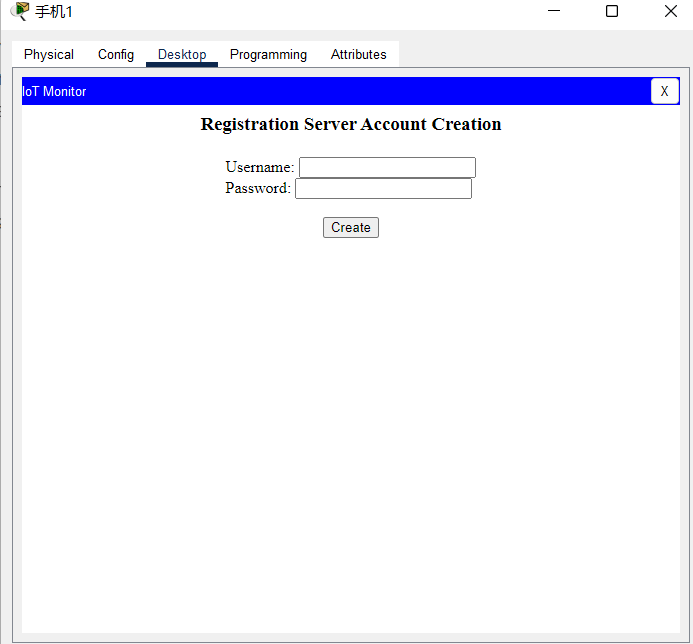 手机1
Physical Config Desktop Programming Attributes
IoT Monitor X
Registration Server Account Creation
Username:
Password:
Create